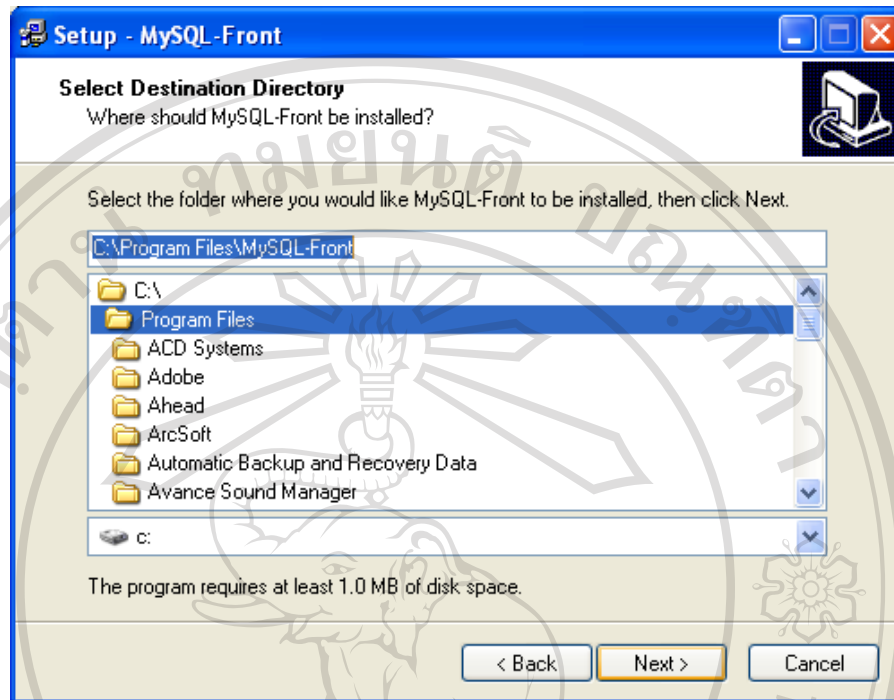 Setup - MySQL-Front
Select Destination Directory
Where should MySQL-Front be installed?
Select the folder where you would like MySQL-Front to be installed, then click Next.
C:\Program Files\MySQL-Front
C:\
Program Files
ACD Systems
Adobe
Ahead
ArcSoft
Automatic Backup and Recovery Data
Avance Sound Manager
c:
The program requires at least 1.0 MB of disk space.
< Back
Next >
Cancel